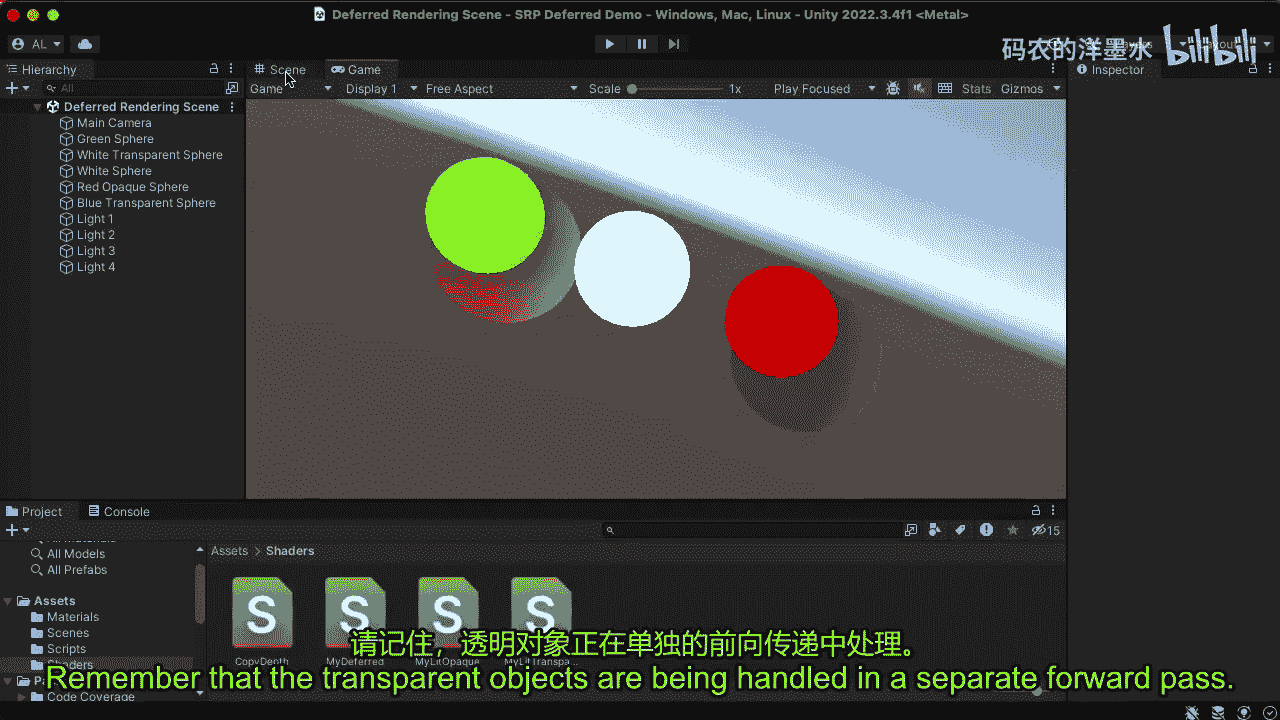 Deferred Rendering Scene - SRP Deferred Demo - Windows, Mac, Linux - Unity 2022.3.4f1 <Metal>
AL
码农的洋墨水 bilibili
Hierarchy
Scene
Game
Inspector
All
Game
Display 1
Free Aspect
Scale
1x
Play Focused
Stats
Gizmos
Deferred Rendering Scene
Main Camera
Green Sphere
White Transparent Sphere
White Sphere
Red Opaque Sphere
Blue Transparent Sphere
Light 1
Light 2
Light 3
Light 4
Project
Console
15
All Models
All Prefabs
Assets > Shaders
Assets
Materials
Scenes
Scripts
Shaders
Code Coverage
S
S
S
S
CopyDepth
MyDeferred
MyLitOpaque
MyLitTranspa...
请记住，透明对象正在单独的前向传递中处理。
Remember that the transparent objects are being handled in a separate forward pass.